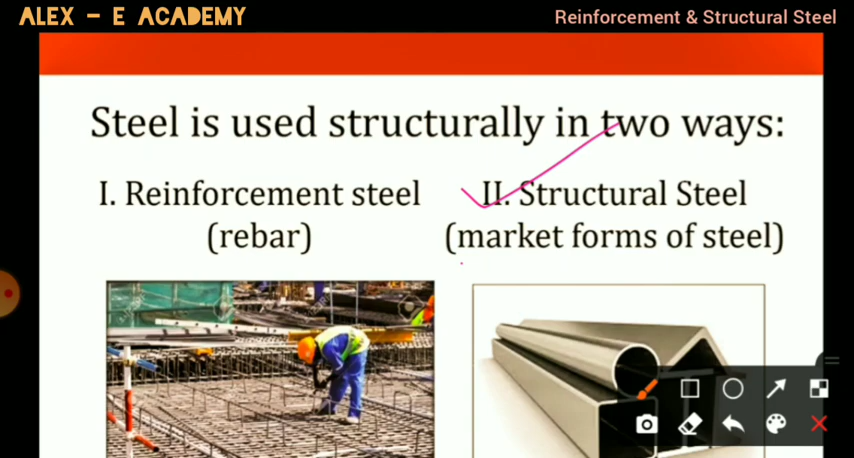 ALEX – E ACADEMY
Reinforcement & Structural Steel
Steel is used structurally in two ways:
I. Reinforcement steel
(rebar)
II. Structural Steel
(market forms of steel)